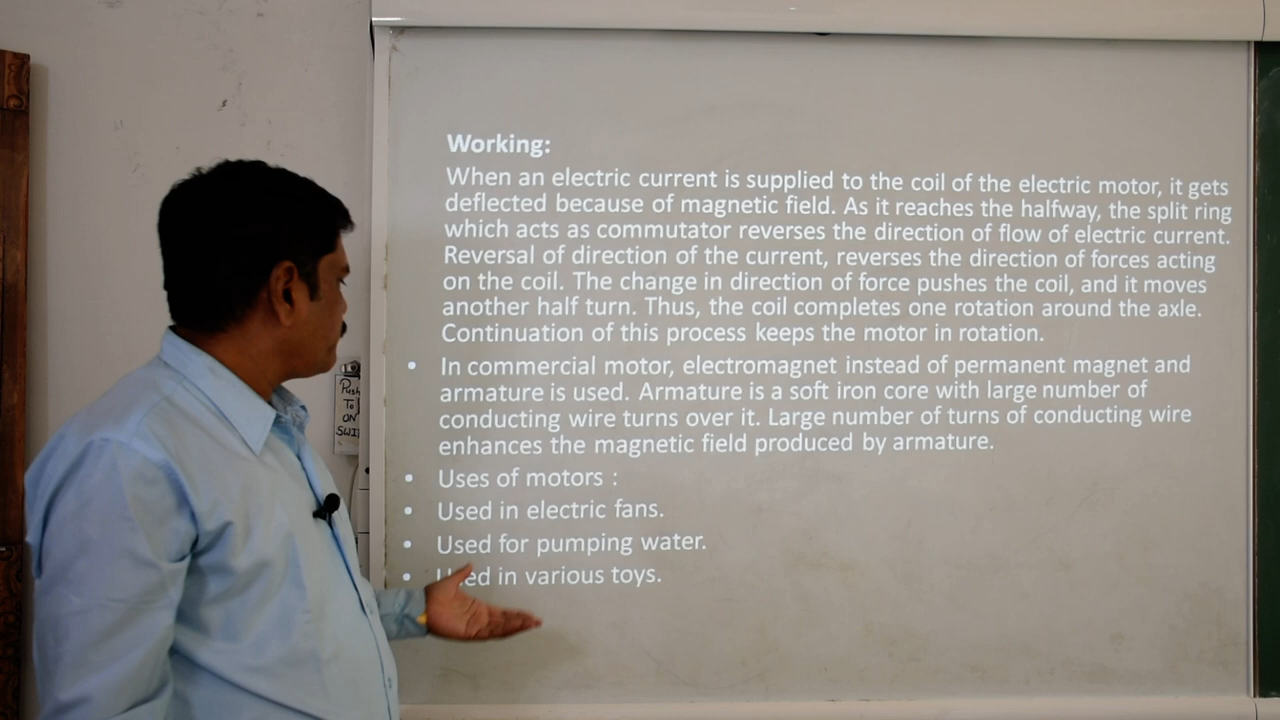 Working:
When an electric current is supplied to the coil of the electric motor, it gets
deflected because of magnetic field. As it reaches the halfway, the split ring
which acts as commutator reverses the direction of flow of electric current.
Reversal of direction of the current, reverses the direction of forces acting
on the coil. The change in direction of force pushes the coil, and it moves
another half turn. Thus, the coil completes one rotation around the axle.
Continuation of this process keeps the motor in rotation.
• In commercial motor, electromagnet instead of permanent magnet and
armature is used. Armature is a soft iron core with large number of
conducting wire turns over it. Large number of turns of conducting wire
enhances the magnetic field produced by armature.
• Uses of motors :
• Used in electric fans.
• Used for pumping water.
• Used in various toys.
Push
To
ON